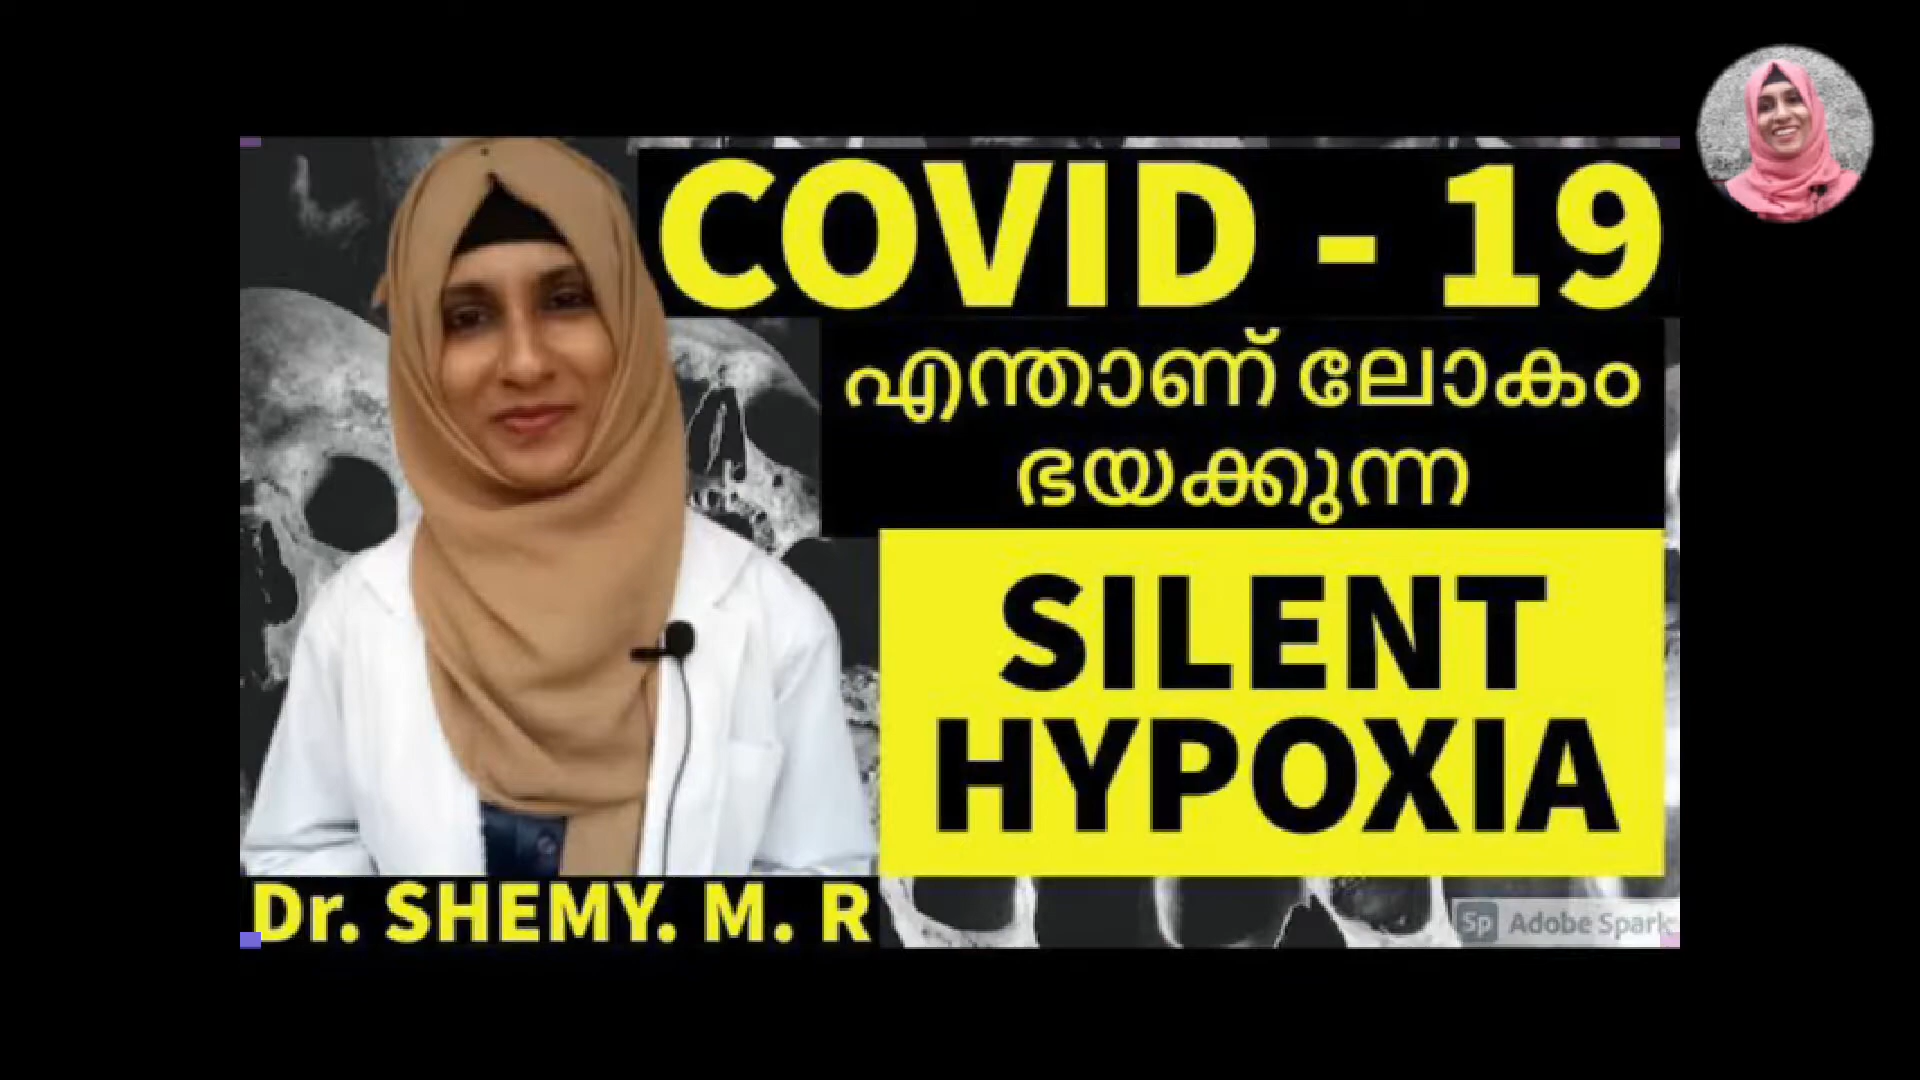 COVID - 19
എന്താണ് ലോകം
ഭയക്കുന്ന
SILENT
HYPOXIA
Dr. SHEMY. M. R
Sp Adobe Spark